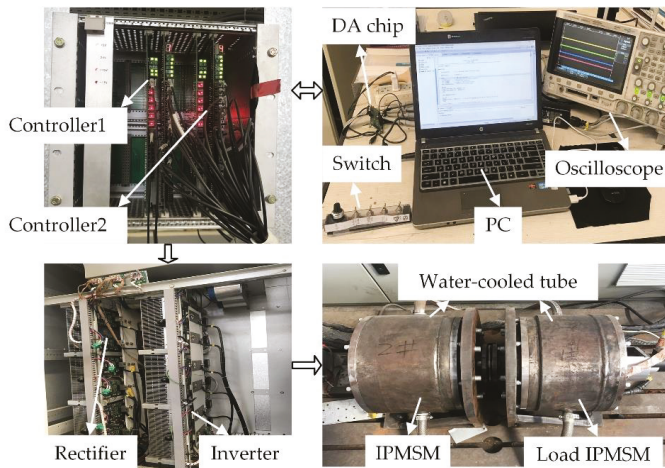 DA chip
Controller1
Switch
Oscilloscope
Controller2
PC
Water-cooled tube
Rectifier
Inverter
IPMSM
Load IPMSM